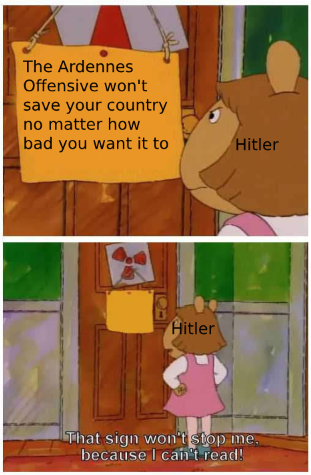 The Ardennes
Offensive won't
save your country
no matter how
bad you want it to
Hitler
Hitler
That sign won't stop me,
because I can't read!